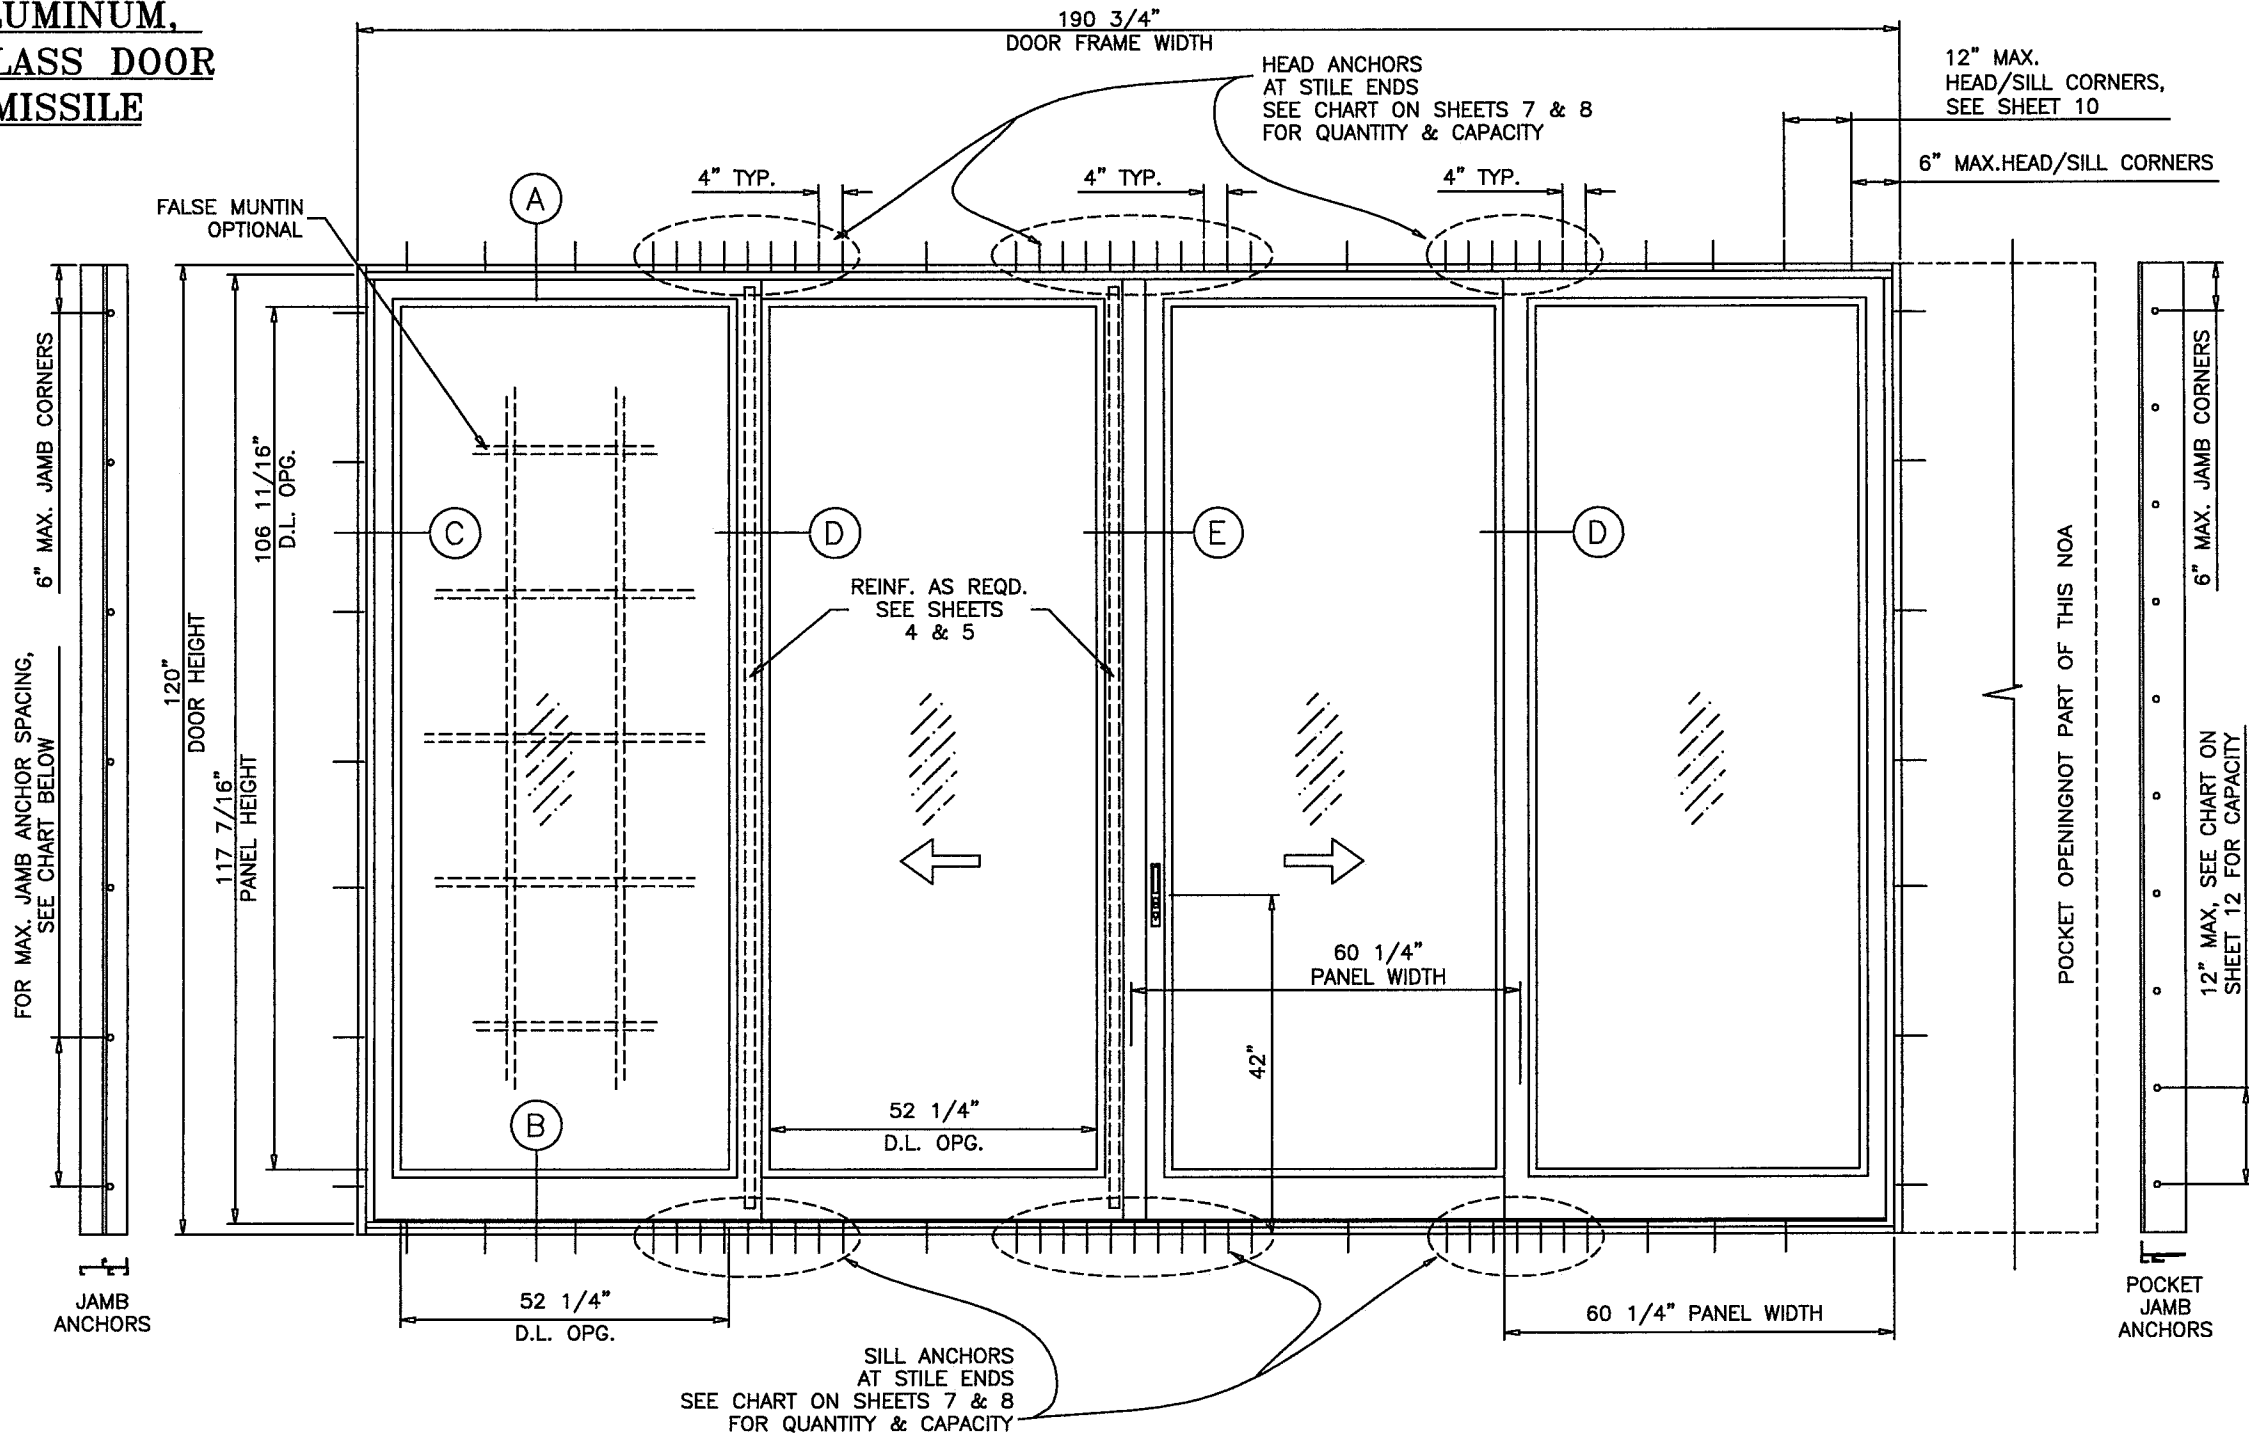 LUMINUM,
LASS DOOR
MISSILE
190 3/4"
DOOR FRAME WIDTH
HEAD ANCHORS
AT STILE ENDS
SEE CHART ON SHEETS 7 & 8
FOR QUANTITY & CAPACITY
12" MAX.
HEAD/SILL CORNERS,
SEE SHEET 10
6" MAX.HEAD/SILL CORNERS
4" TYP.
4" TYP.
4" TYP.
FALSE MUNTIN
OPTIONAL
A
6" MAX. JAMB CORNERS
FOR MAX. JAMB ANCHOR SPACING,
SEE CHART BELOW
120"
DOOR HEIGHT
117 7/16"
PANEL HEIGHT
106 11/16"
D.L. OPG.
C
D
E
D
REINF. AS REQD.
SEE SHEETS
4 & 5
60 1/4"
PANEL WIDTH
42"
52 1/4"
D.L. OPG.
B
POCKET OPENINGNOT PART OF THIS NOA
6" MAX. JAMB CORNERS
12" MAX, SEE CHART ON
SHEET 12 FOR CAPACITY
JAMB
ANCHORS
52 1/4"
D.L. OPG.
60 1/4" PANEL WIDTH
POCKET
JAMB
ANCHORS
SILL ANCHORS
AT STILE ENDS
SEE CHART ON SHEETS 7 & 8
FOR QUANTITY & CAPACITY